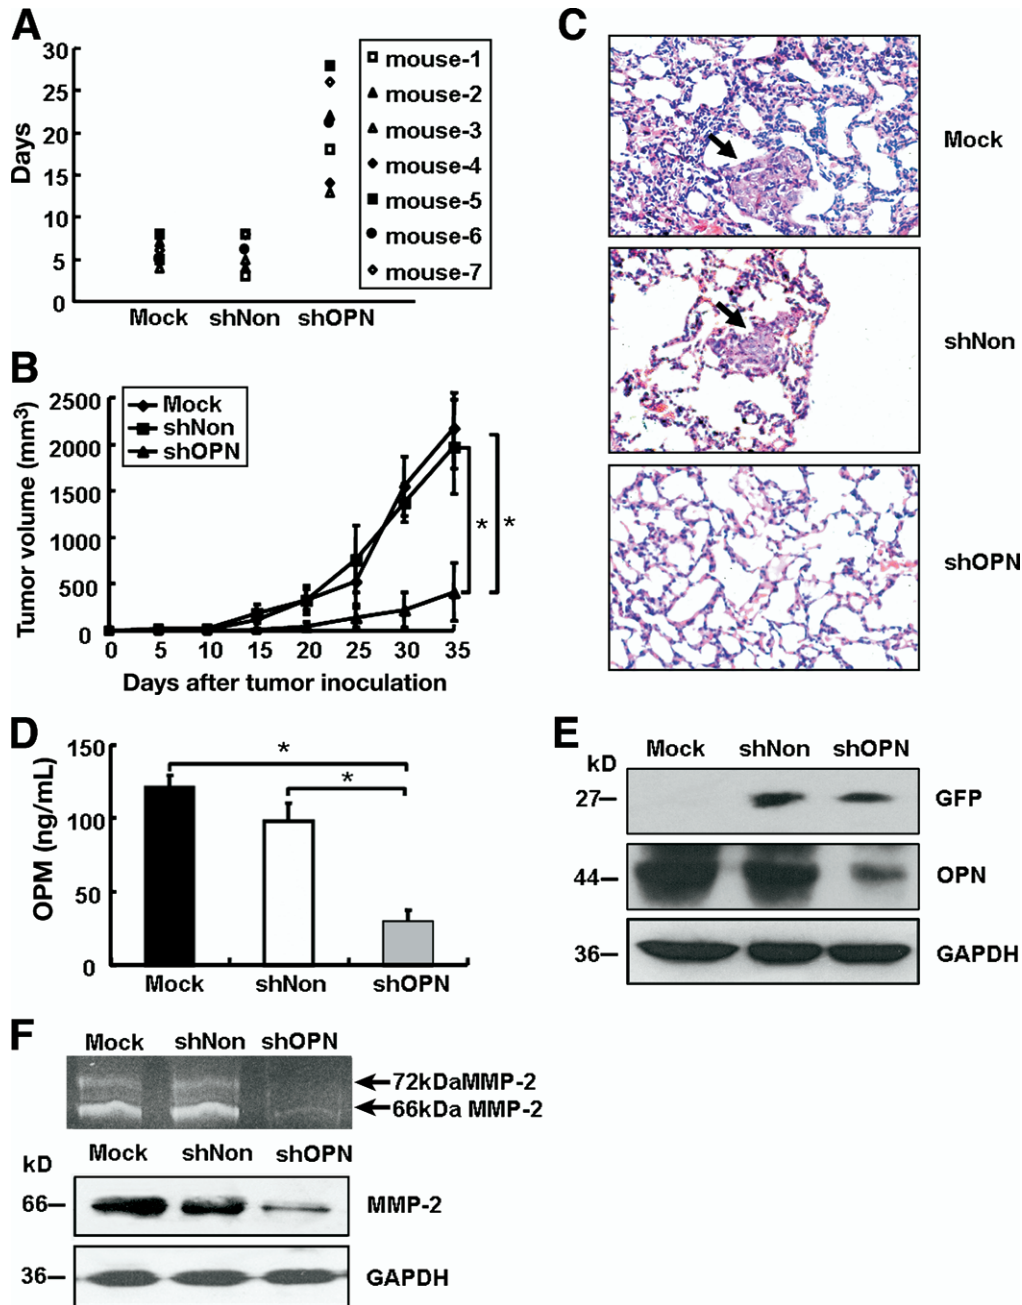 A
30
25
20
15
10
5
0
Days
Mock shNon shOPN
mouse-1
mouse-2
mouse-3
mouse-4
mouse-5
mouse-6
mouse-7
B
Tumor volume (mm³)
2500
2000
1500
1000
500
0
Mock
shNon
shOPN
* *
0 5 10 15 20 25 30 35
Days after tumor inoculation
C
Mock
shNon
shOPN
D
OPM (ng/mL)
150
100
50
0
*
*
Mock shNon shOPN
E
Mock shNon shOPN
kD
27 GFP
44 OPN
36 GAPDH
F
Mock shNon shOPN
72kDaMMP-2
66kDa MMP-2
Mock shNon shOPN
kD
66 MMP-2
36 GAPDH